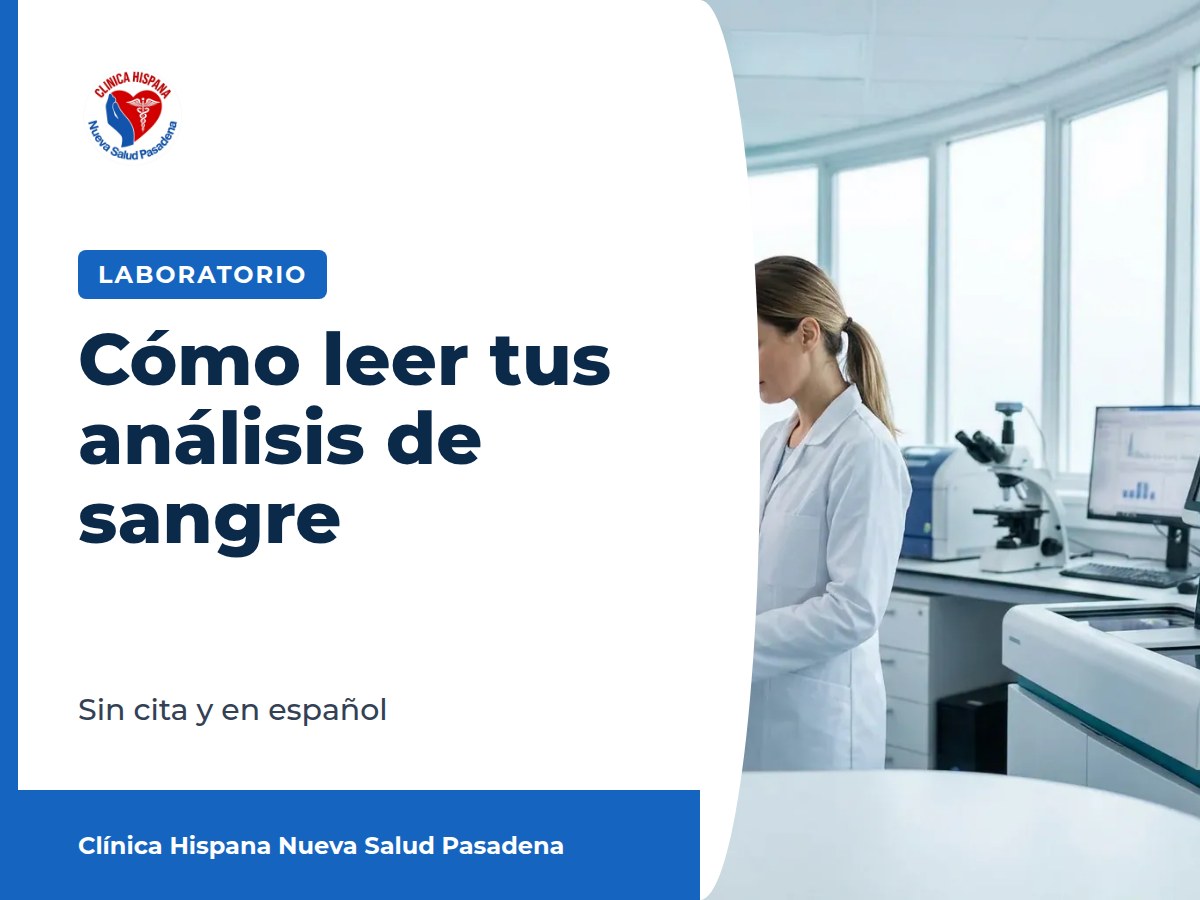 CLINICA HISPANA
Nueva Salud Pasadena
LABORATORIO
Cómo leer tus
análisis de
sangre
Sin cita y en español
Clínica Hispana Nueva Salud Pasadena